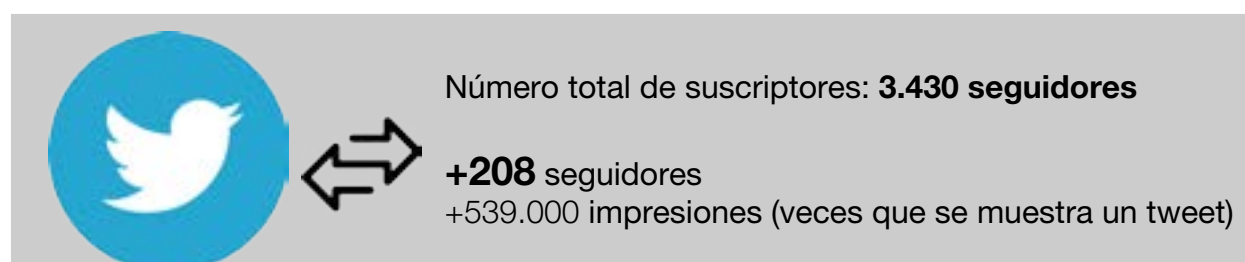 Número total de suscriptores: 3.430 seguidores
+208 seguidores
+539.000 impresiones (veces que se muestra un tweet)